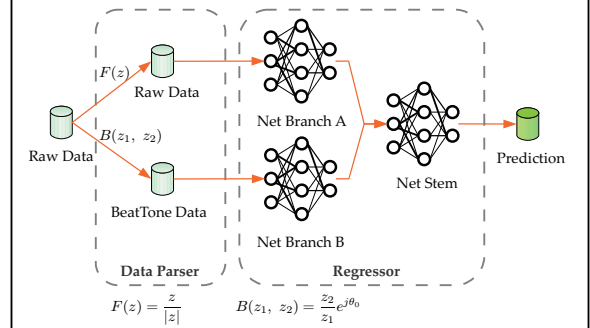 F(z)
Raw Data
Net Branch A
Raw Data
B(z₁, z₂)
Net Stem
Prediction
BeatTone Data
Net Branch B
Data Parser
Regressor
F(z) = z/|z|
B(z₁, z₂) = z₂/z₁ e^{jθ₀}